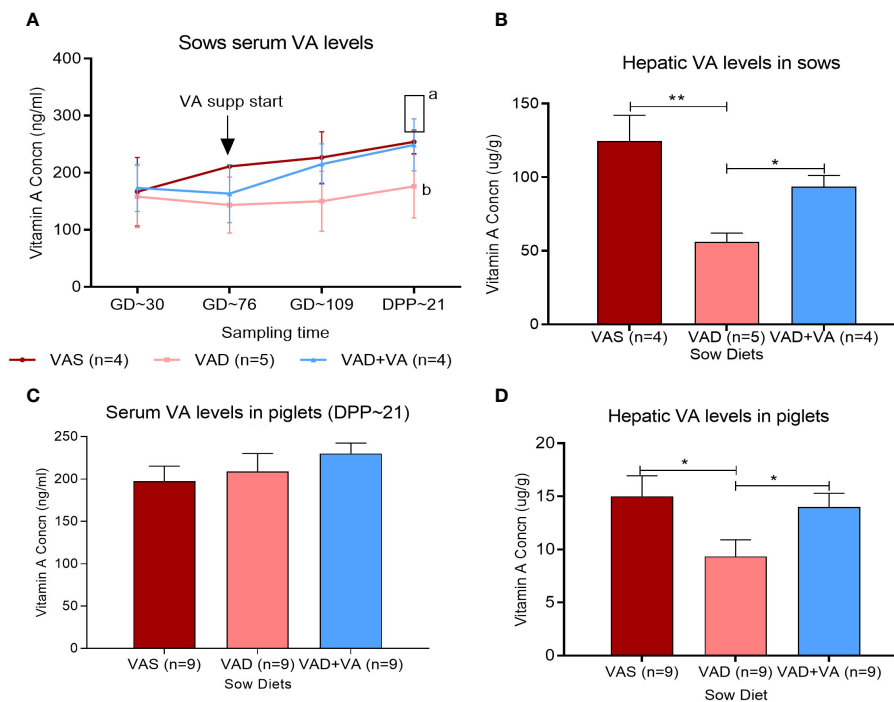 A
Sows serum VA levels
Vitamin A Concn (ng/ml)
400
300
200
100
0
VA supp start
a
b
GD~30 GD~76 GD~109 DPP~21
Sampling time
VAS (n=4) VAD (n=5) VAD+VA (n=4)
B
Hepatic VA levels in sows
Vitamin A Concn (ug/g)
150
100
50
0
**
*
VAS (n=4) VAD (n=5) VAD+VA (n=4)
Sow Diets
C
Serum VA levels in piglets (DPP~21)
Vitamin A Concn (ng/ml)
250
200
150
100
50
0
VAS (n=9) VAD (n=9) VAD+VA (n=9)
Sow Diets
D
Hepatic VA levels in piglets
Vitamin A Concn (ug/g)
20
15
10
5
0
*
*
VAS (n=9) VAD (n=9) VAD+VA (n=9)
Sow Diet